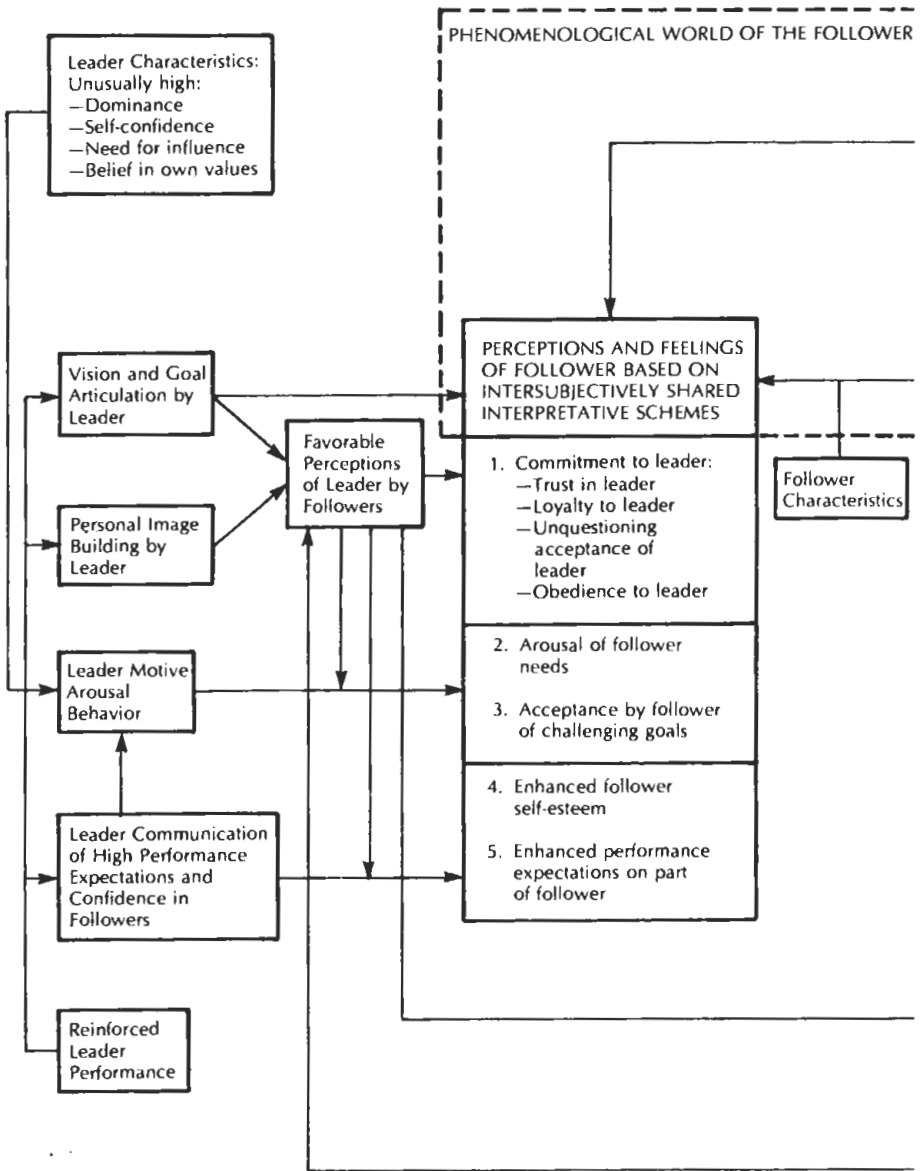 PHENOMENOLOGICAL WORLD OF THE FOLLOWER
Leader Characteristics:
Unusually high:
—Dominance
—Self-confidence
—Need for influence
—Belief in own values
Vision and Goal
Articulation by
Leader
Personal Image
Building by
Leader
Leader Motive
Arousal
Behavior
Leader Communication
of High Performance
Expectations and
Confidence in
Followers
Reinforced
Leader
Performance
Favorable
Perceptions
of Leader by
Followers
PERCEPTIONS AND FEELINGS
OF FOLLOWER BASED ON
INTERSUBJECTIVELY SHARED
INTERPRETATIVE SCHEMES
1. Commitment to leader:
—Trust in leader
—Loyalty to leader
—Unquestioning
acceptance of
leader
—Obedience to leader
2. Arousal of follower
needs
3. Acceptance by follower
of challenging goals
4. Enhanced follower
self-esteem
5. Enhanced performance
expectations on part
of follower
Follower
Characteristics